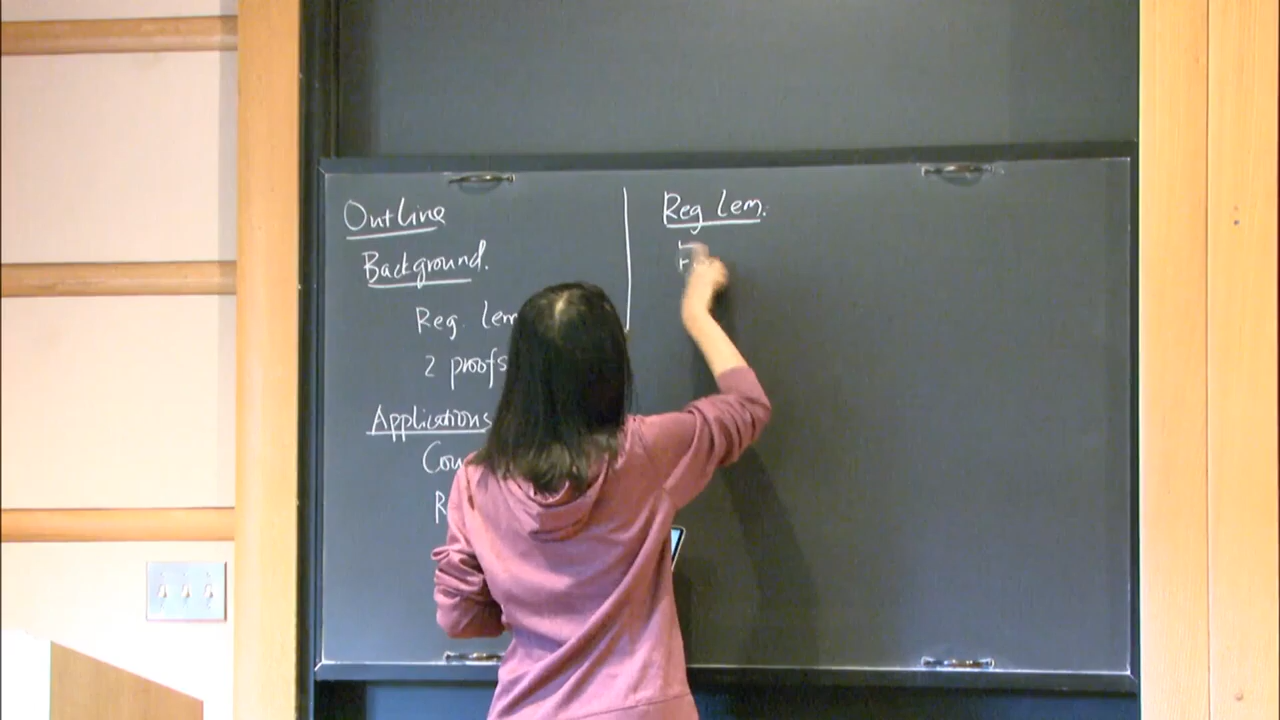 Outline
Background.
Reg. Lem
2 proofs
Applications
Reg Lem.